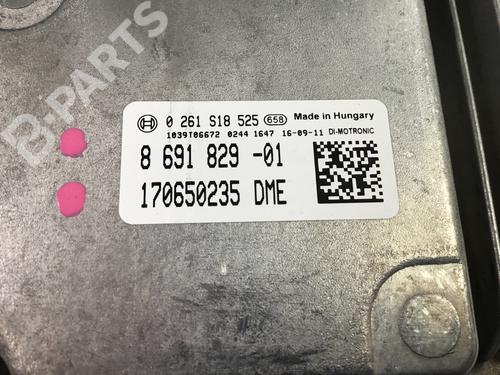 0 261 S18 525 658 Made in Hungary
1039T06672 0244 1647 16-09-11 DI-MOTRONIC
8 691 829 -01
170650235 DME
B-PARTS